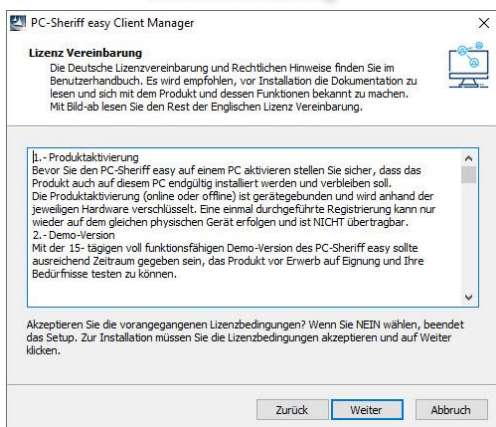 PC-Sheriff easy Client Manager
Lizenz Vereinbarung
Die Deutsche Lizenzvereinbarung und Rechtlichen Hinweise finden Sie im
Benutzerhandbuch. Es wird empfohlen, vor Installation die Dokumentation zu
lesen und sich mit dem Produkt und dessen Funktionen bekannt zu machen.
Mit Bild-ab lesen Sie den Rest der Englischen Lizenz Vereinbarung.
1.- Produktaktivierung
Bevor Sie den PC-Sheriff easy auf einem PC aktivieren stellen Sie sicher, dass das
Produkt auch auf diesem PC endgültig installiert werden und verbleiben soll.
Die Produktaktivierung (online oder offline) ist gerätegebunden und wird anhand der
jeweiligen Hardware verschlüsselt. Eine einmal durchgeführte Registrierung kann nur
wieder auf dem gleichen physischen Gerät erfolgen und ist NICHT übertragbar.
2.- Demo-Version
Mit der 15- tägigen voll funktionsfähigen Demo-Version des PC-Sheriff easy sollte
ausreichend Zeitraum gegeben sein, das Produkt vor Erwerb auf Eignung und Ihre
Bedürfnisse testen zu können.
Akzeptieren Sie die vorangegangenen Lizenzbedingungen? Wenn Sie NEIN wählen, beendet
das Setup. Zur Installation müssen Sie die Lizenzbedingungen akzeptieren und auf Weiter
klicken.
Zurück Weiter Abbruch